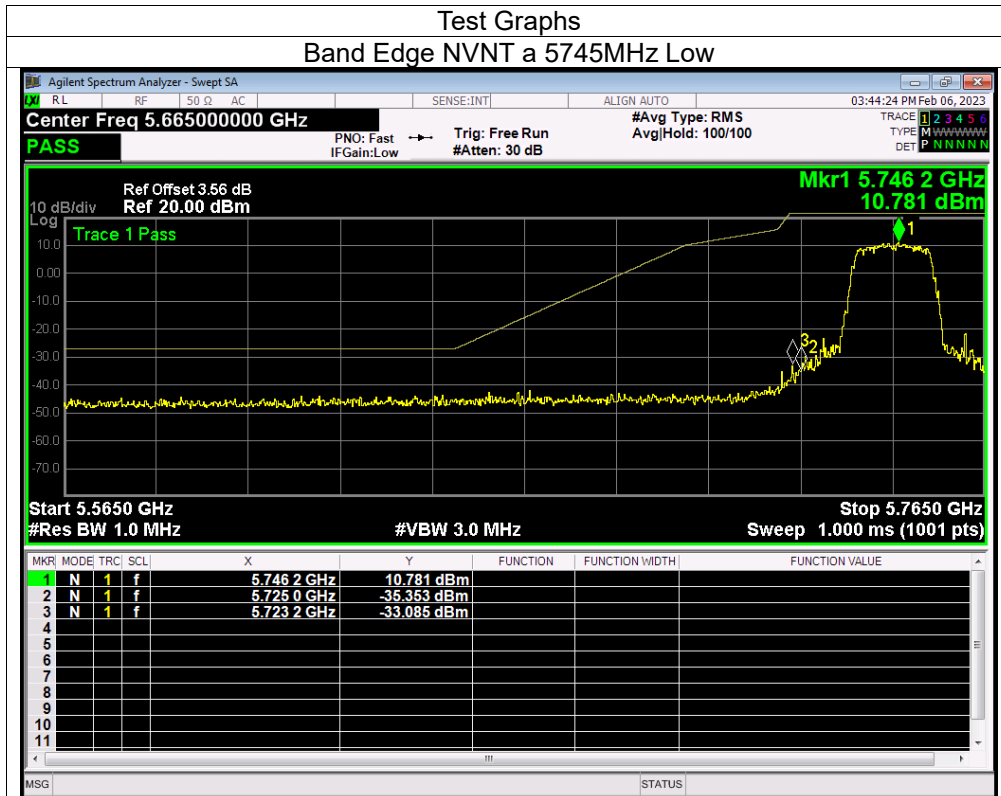 Test Graphs
Band Edge NVNT a 5745MHz Low
Agilent Spectrum Analyzer - Swept SA
LXI RL RF 50 Ω AC SENSE:INT ALIGN AUTO 03:44:24 PM Feb 06, 2023
Center Freq 5.665000000 GHz #Avg Type: RMS TRACE 1 2 3 4 5 6
PASS PNO: Fast Trig: Free Run Avg|Hold: 100/100 TYPE M WWWWW
IFGain:Low #Atten: 30 dB DET P N N N N N
Mkr1 5.746 2 GHz
Ref Offset 3.56 dB
10 dB/div Ref 20.00 dBm 10.781 dBm
Log
Trace 1 Pass
1
10.0
0.00
-10.0
-20.0
3 2
-30.0
-40.0
-50.0
-60.0
-70.0
Start 5.5650 GHz Stop 5.7650 GHz
#Res BW 1.0 MHz #VBW 3.0 MHz Sweep 1.000 ms (1001 pts)
MKR MODE TRC SCL X Y FUNCTION FUNCTION WIDTH FUNCTION VALUE
1 N 1 f 5.746 2 GHz 10.781 dBm
2 N 1 f 5.725 0 GHz -35.353 dBm
3 N 1 f 5.723 2 GHz -33.085 dBm
4
5
6
7
8
9
10
11
MSG STATUS